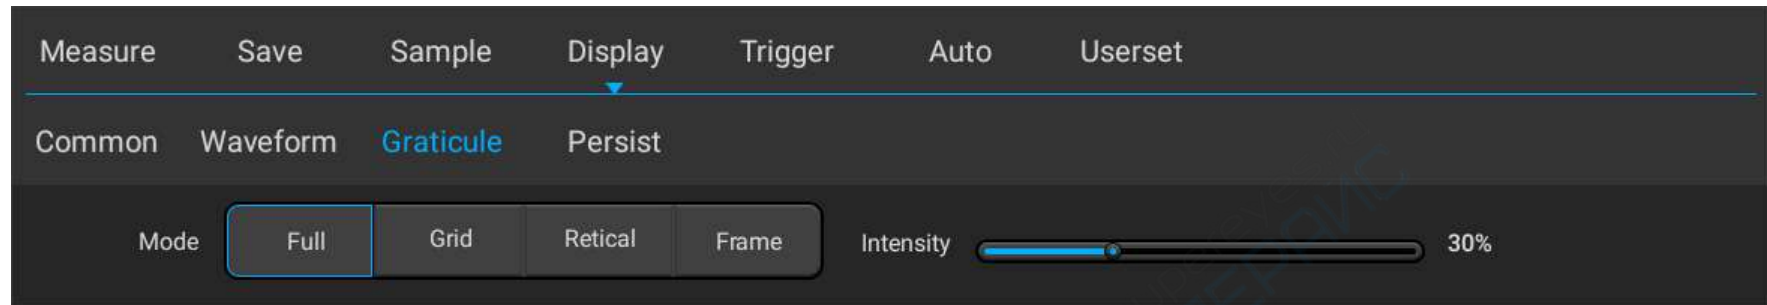 Measure Save Sample Display Trigger Auto Userset
Common Waveform Graticule Persist
Mode Full Grid Retical Frame Intensity 30%